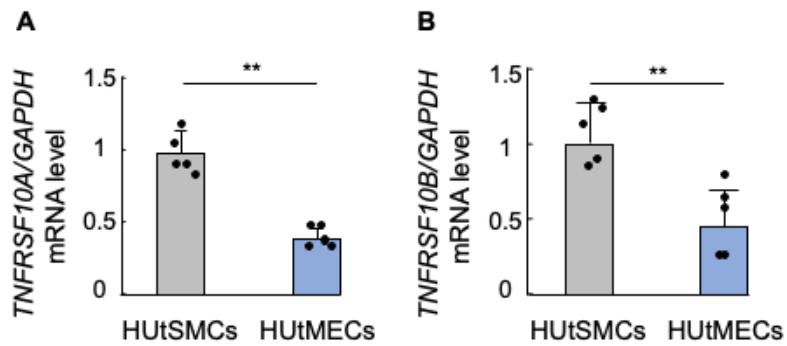 A
TNFRSF10A/GAPDH
mRNA level
1.5
1
0.5
0
**
HUtSMCs HUtMECs
B
TNFRSF10B/GAPDH
mRNA level
1.5
1
0.5
0
**
HUtSMCs HUtMECs